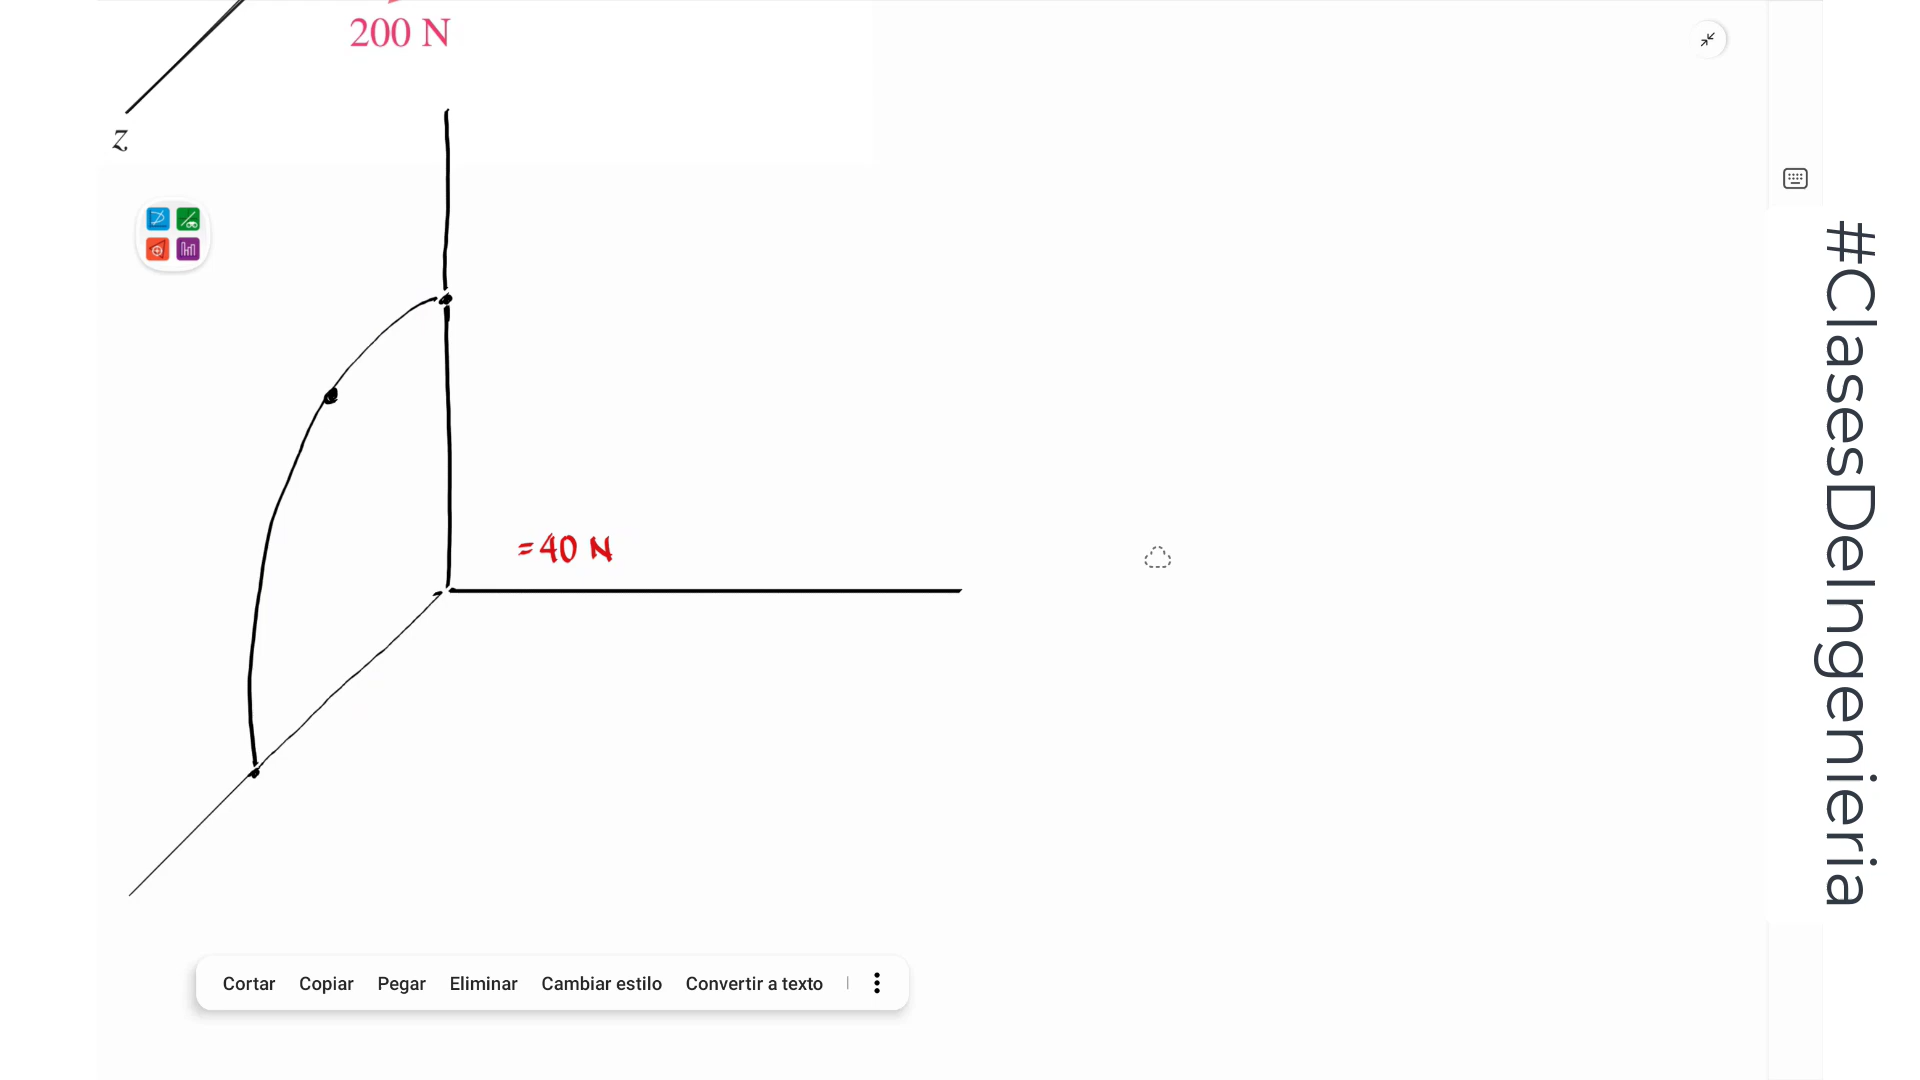 200 N
z
= 40 N
Cortar Copiar Pegar Eliminar Cambiar estilo Convertir a texto
#ClasesDeIngenieria